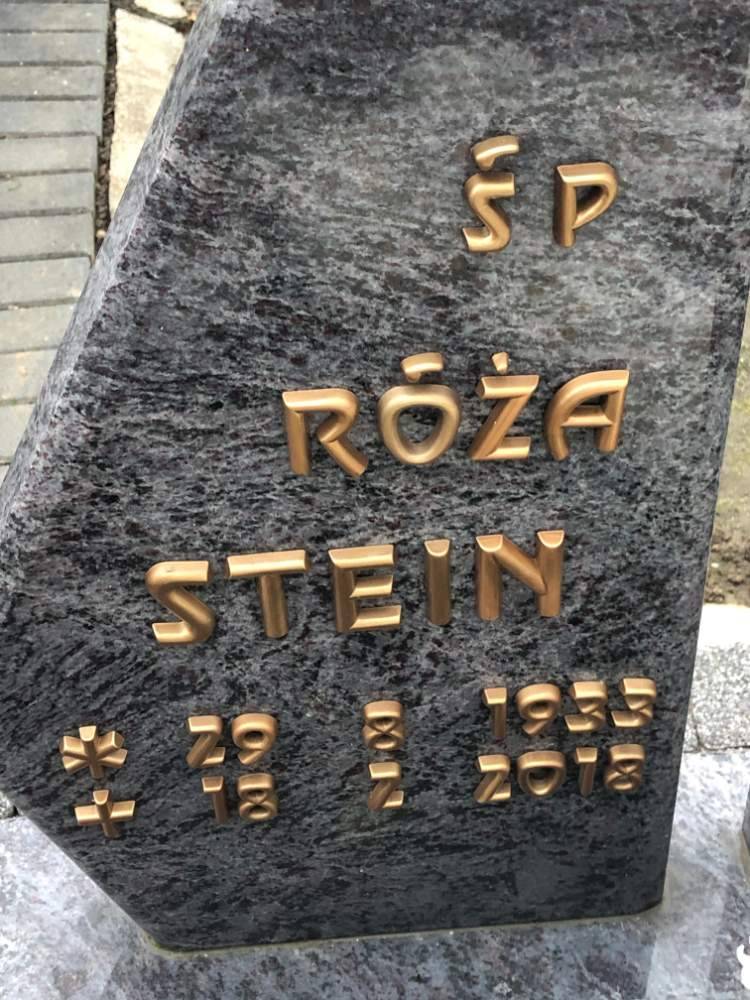 ŚP
RÓŻA
STEIN
* 29 8 1933
+ 18 2 2018